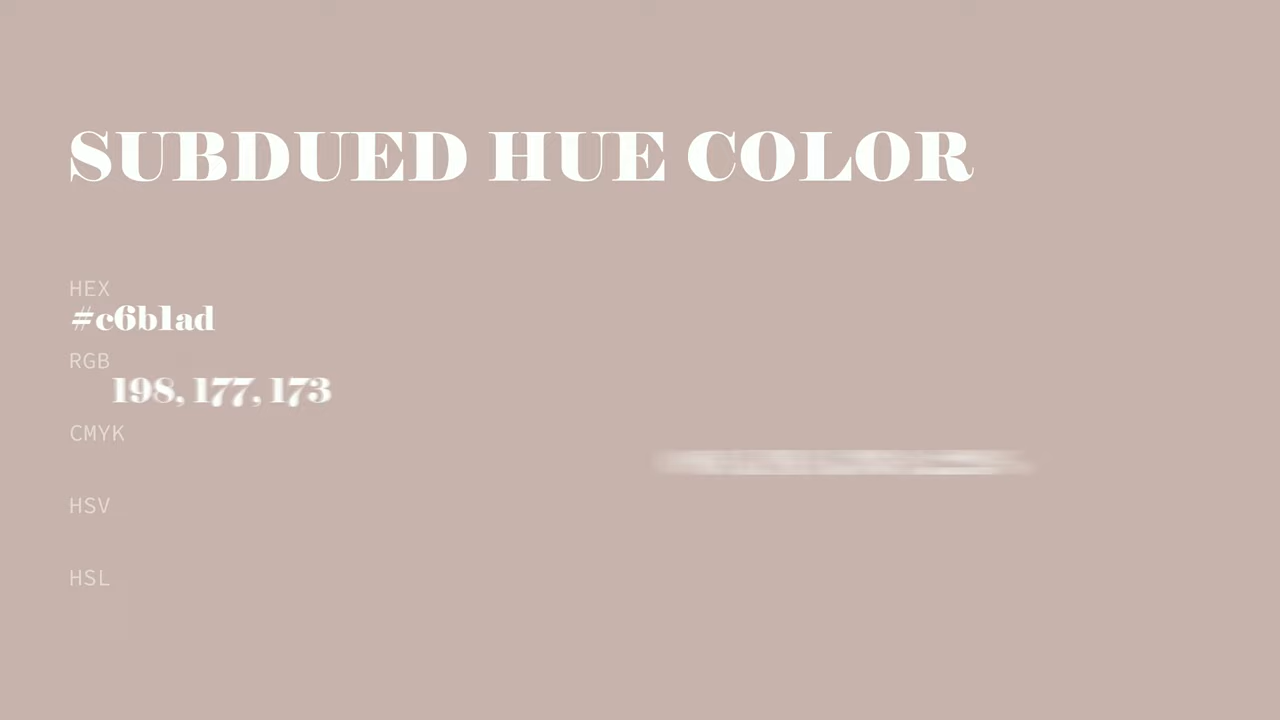 SUBDUED HUE COLOR
HEX
#c6b1ad
RGB
198, 177, 173
CMYK
HSV
HSL